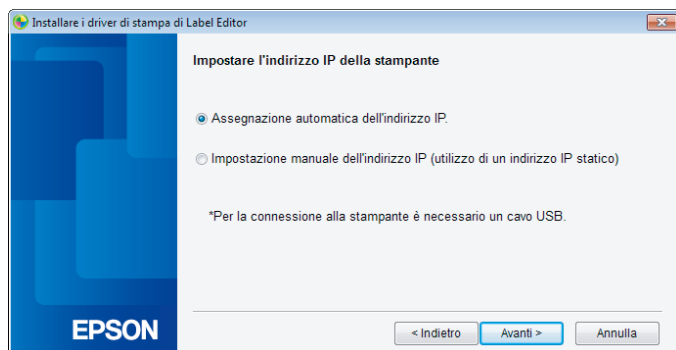 Installare i driver di stampa di Label Editor
Impostare l'indirizzo IP della stampante
Assegnazione automatica dell'indirizzo IP.
Impostazione manuale dell'indirizzo IP (utilizzo di un indirizzo IP statico)
*Per la connessione alla stampante è necessario un cavo USB.
EPSON
< Indietro
Avanti >
Annulla